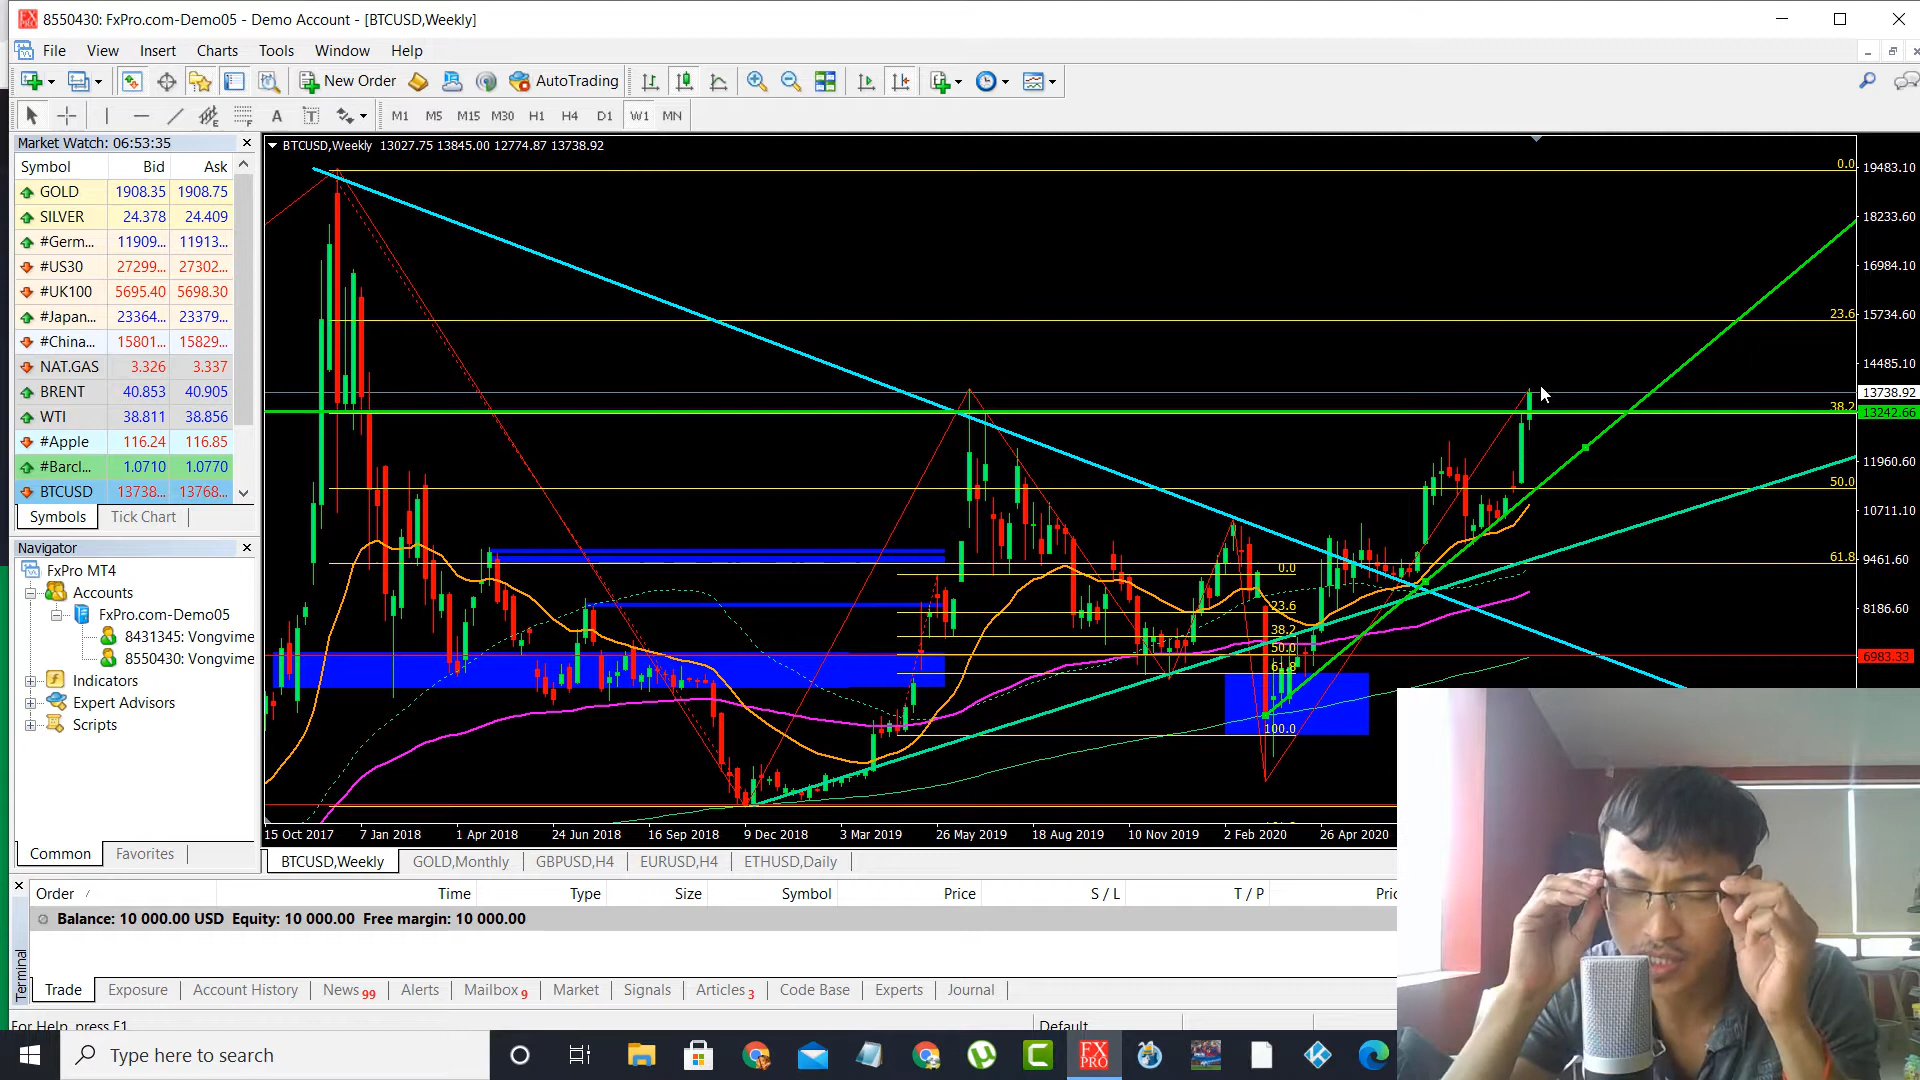 8550430: FxPro.com-Demo05 - Demo Account - [BTCUSD,Weekly]
File View Insert Charts Tools Window Help
New Order AutoTrading
A T M1 M5 M15 M30 H1 H4 D1 W1 MN
Market Watch: 06:53:35
Symbol Bid Ask
GOLD 1908.35 1908.75
SILVER 24.378 24.409
#Germ... 11909... 11913...
#US30 27299... 27302...
#UK100 5695.40 5698.30
#Japan... 23364... 23379...
#China... 15801... 15829...
NAT.GAS 3.326 3.337
BRENT 40.853 40.905
WTI 38.811 38.856
#Apple 116.24 116.85
#Barcl... 1.0710 1.0770
BTCUSD 13738... 13768...
Symbols Tick Chart
Navigator
FxPro MT4
Accounts
FxPro.com-Demo05
8431345: Vongvime
8550430: Vongvime
Indicators
Expert Advisors
Scripts
Common Favorites
BTCUSD,Weekly 13027.75 13845.00 12774.87 13738.92
0.0
23.6
38.2
50.0
61.8
0.0
23.6
38.2
50.0
61.8
100.0
19483.10
18233.60
16984.10
15734.60
14485.10
13738.92
13242.66
11960.60
10711.10
9461.60
8186.60
6983.33
15 Oct 2017 7 Jan 2018 1 Apr 2018 24 Jun 2018 16 Sep 2018 9 Dec 2018 3 Mar 2019 26 May 2019 18 Aug 2019 10 Nov 2019 2 Feb 2020 26 Apr 2020
BTCUSD,Weekly GOLD,Monthly GBPUSD,H4 EURUSD,H4 ETHUSD,Daily
Order Time Type Size Symbol Price S / L T / P
Balance: 10 000.00 USD Equity: 10 000.00 Free margin: 10 000.00
Terminal
Trade Exposure Account History News 99 Alerts Mailbox 9 Market Signals Articles 3 Code Base Experts Journal
For Help, press F1 Default
Type here to search
FX PRO